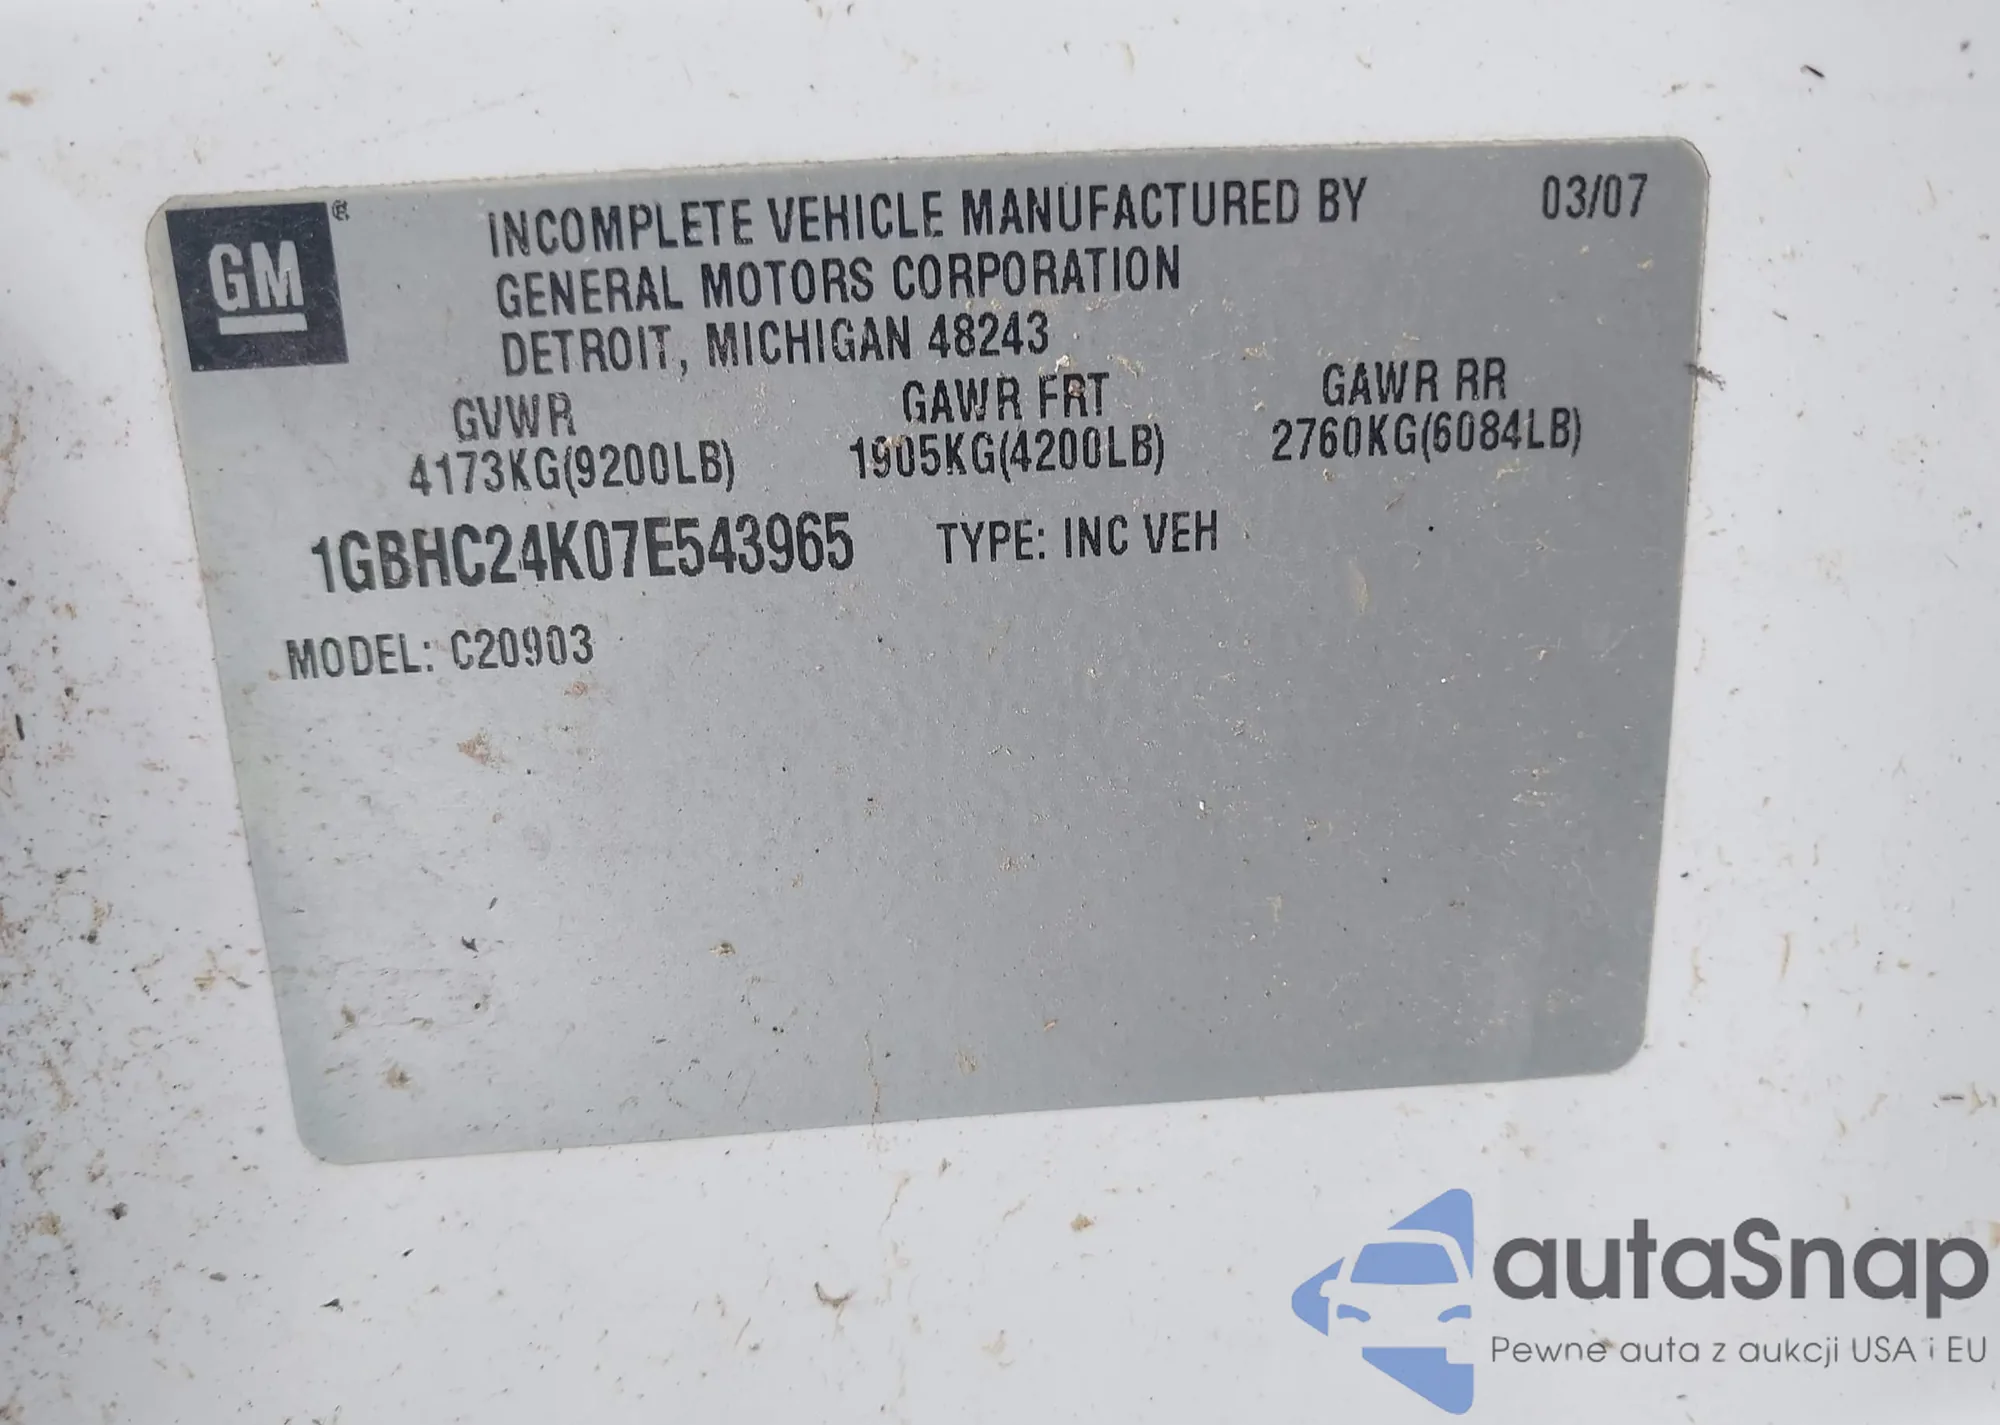 GM ®
INCOMPLETE VEHICLE MANUFACTURED BY 03/07
GENERAL MOTORS CORPORATION
DETROIT, MICHIGAN 48243
GVWR GAWR FRT GAWR RR
4173KG(9200LB) 1905KG(4200LB) 2760KG(6084LB)
1GBHC24K07E543965 TYPE: INC VEH
MODEL: C20903
autaSnap
Pewne auta z aukcji USA i EU